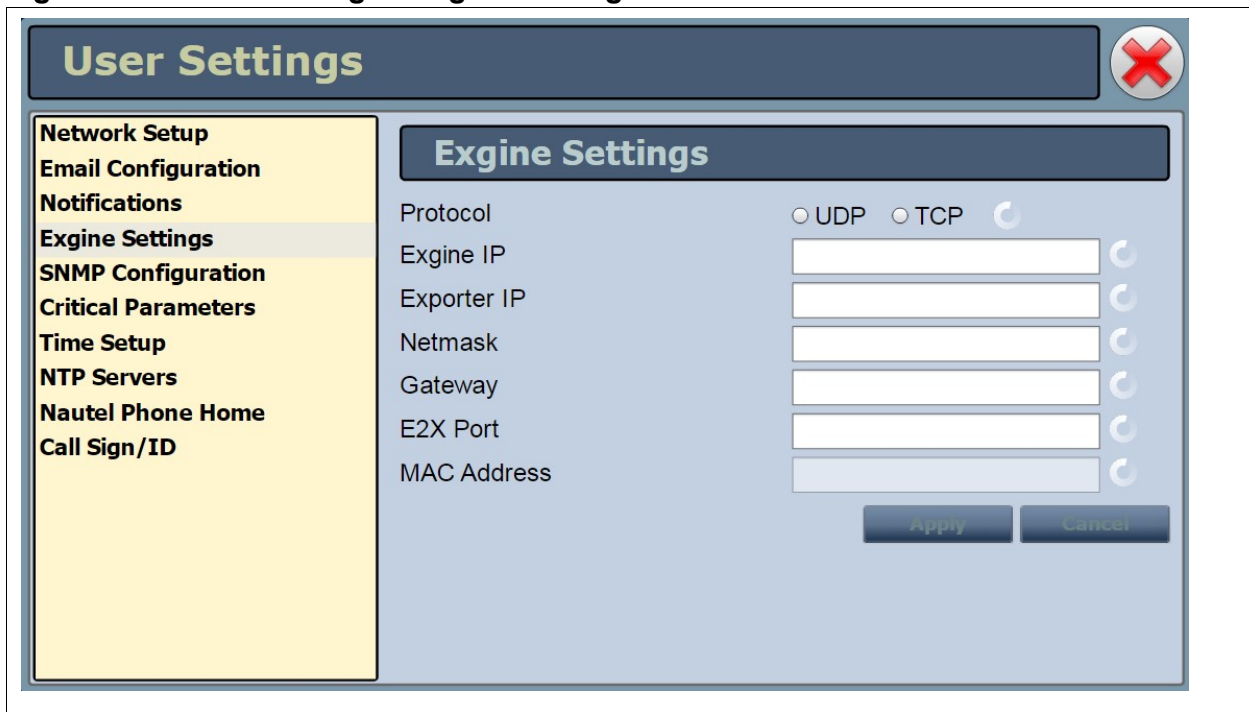 User Settings
Network Setup
Email Configuration
Notifications
Exgine Settings
SNMP Configuration
Critical Parameters
Time Setup
NTP Servers
Nautel Phone Home
Call Sign/ID
Exgine Settings
Protocol UDP TCP
Exgine IP
Exporter IP
Netmask
Gateway
E2X Port
MAC Address
Apply Cancel